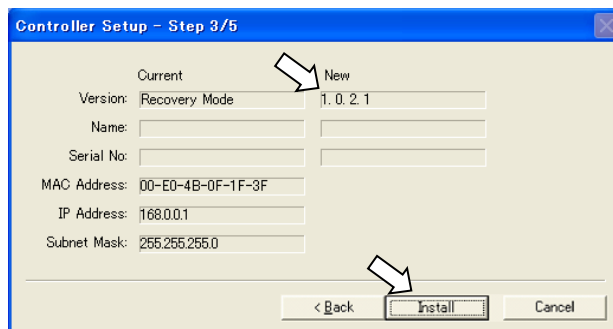 Controller Setup - Step 3/5
Current New
Version: Recovery Mode 1. 0. 2. 1
Name:
Serial No:
MAC Address: 00-E0-4B-0F-1F-3F
IP Address: 168.0.0.1
Subnet Mask: 255.255.255.0
< Back Install Cancel